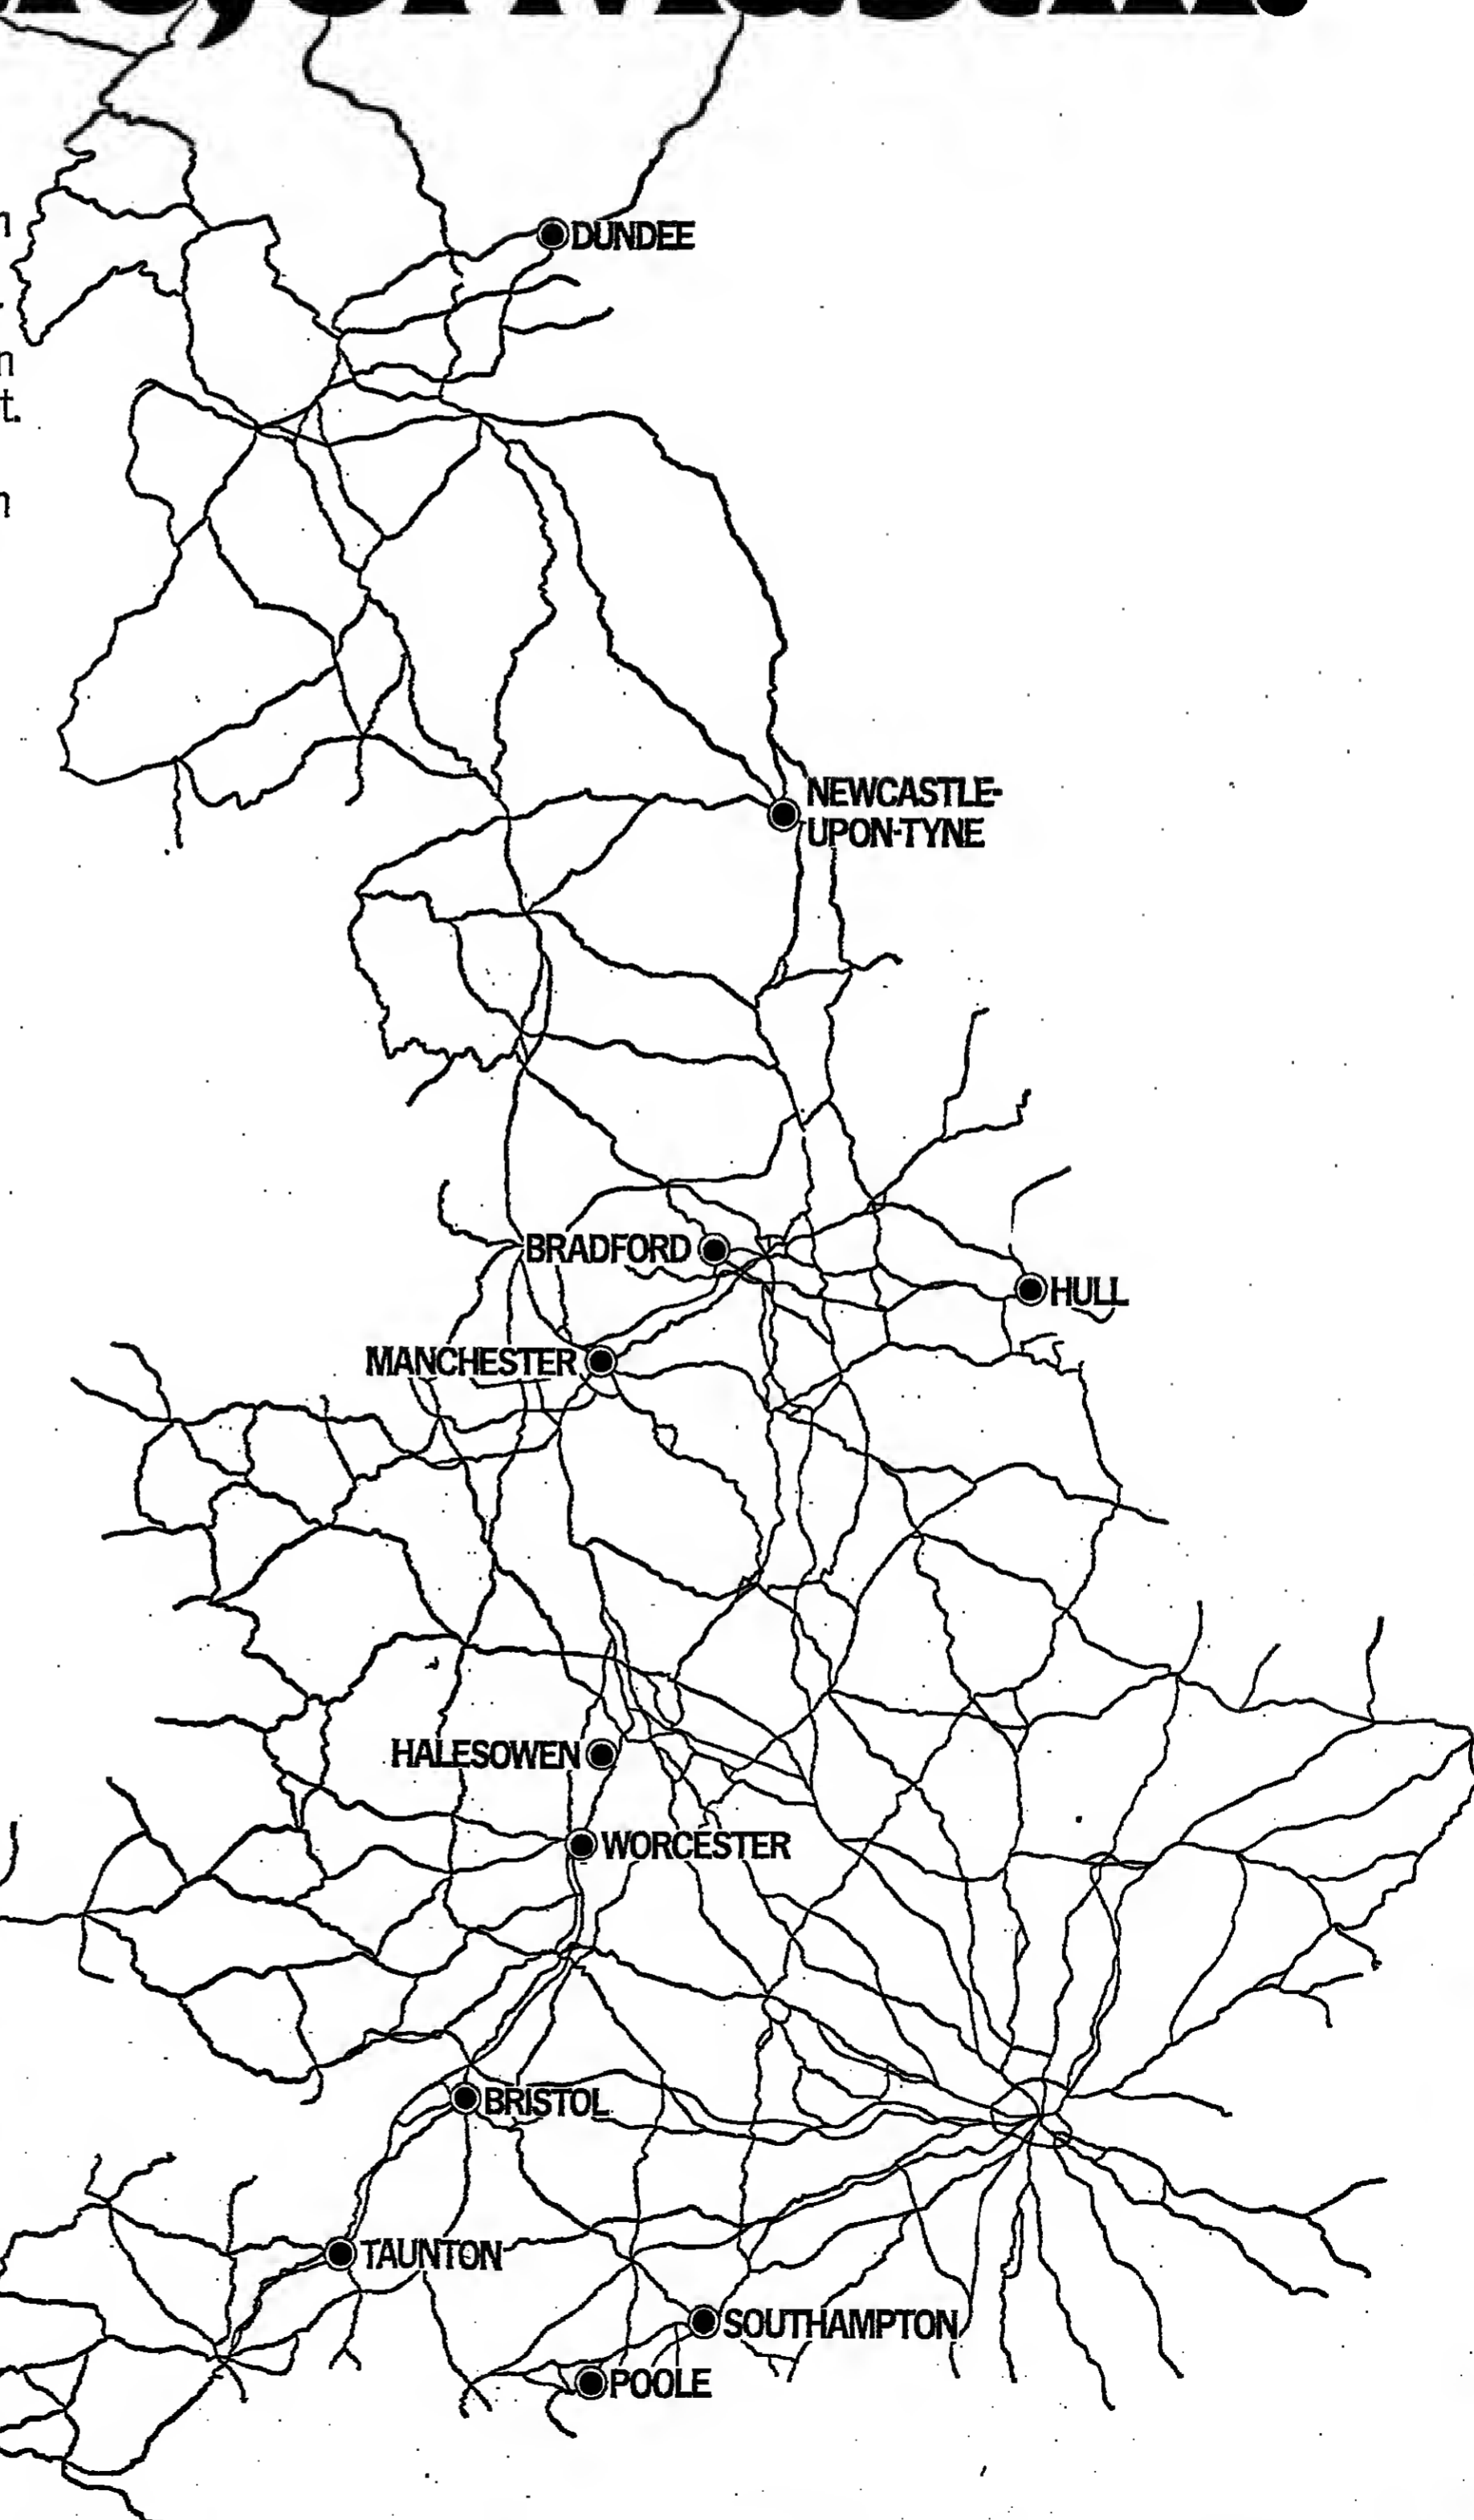 DUNDEE
t.
NEWCASTLE-
UPON-TYNE
BRADFORD
HULL
MANCHESTER
HALESOWEN
WORCESTER
BRISTOL
TAUNTON
SOUTHAMPTON
POOLE